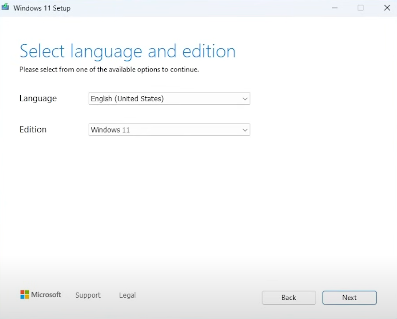 Windows 11 Setup
Select language and edition
Please select from one of the available options to continue.
Language
English (United States)
Edition
Windows 11
Microsoft
Support
Legal
Back
Next